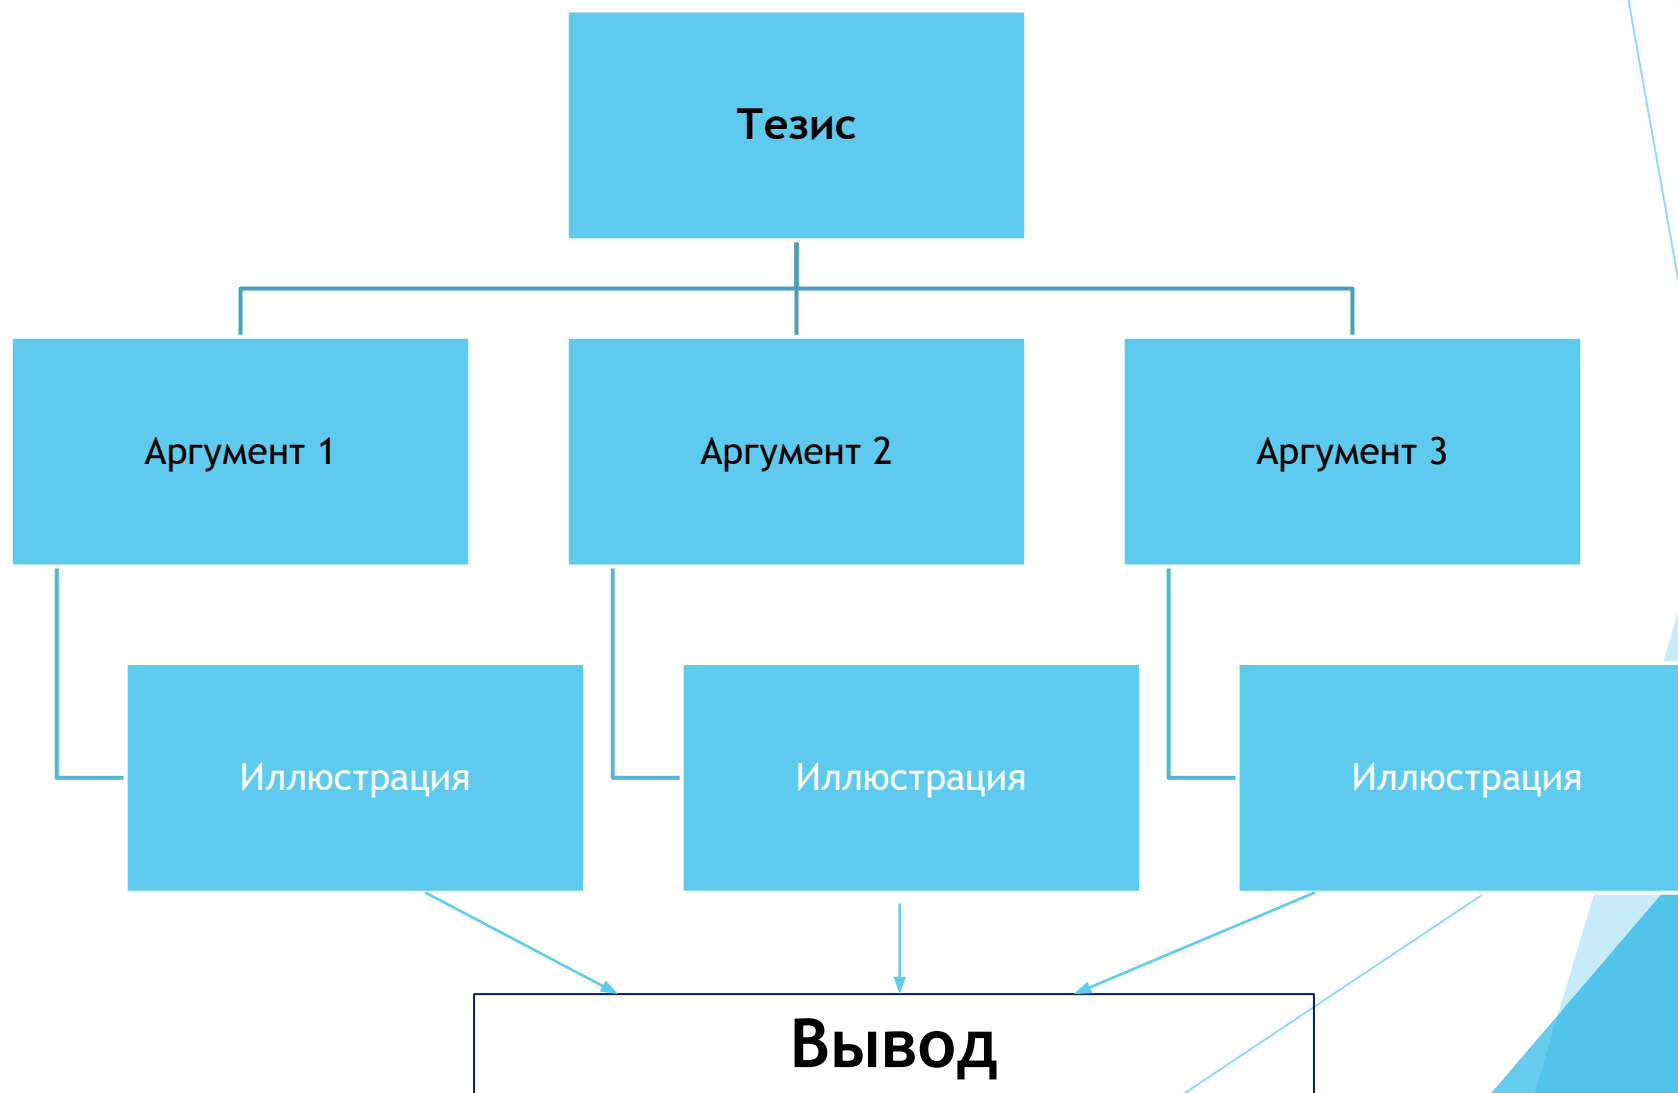 Тезис
Аргумент 1
Аргумент 2
Аргумент 3
Иллюстрация
Иллюстрация
Иллюстрация
Вывод